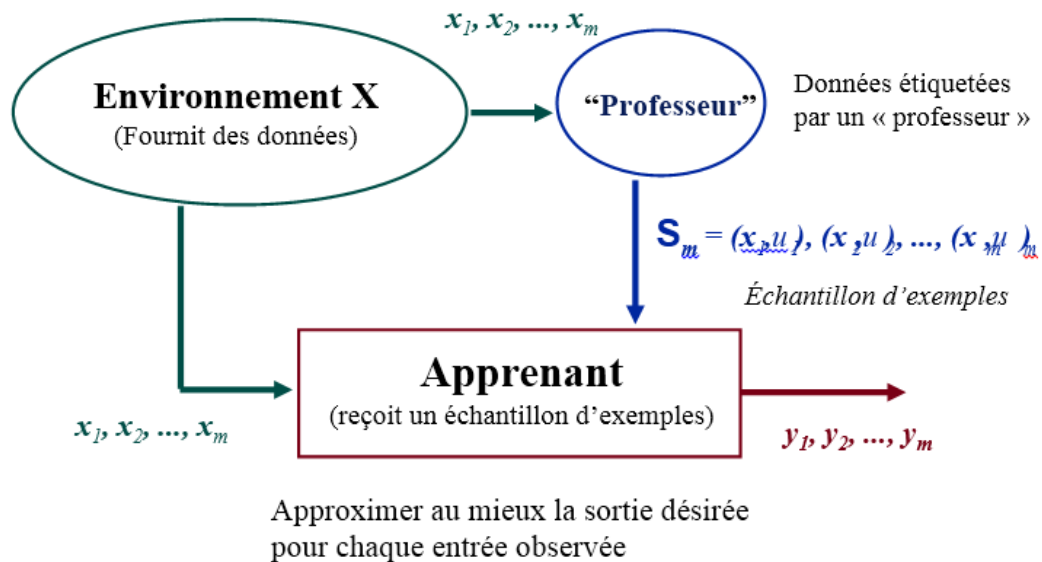 x1, x2, ..., xm
Environnement X
(Fournit des données)
“Professeur”
Données étiquetées
par un « professeur »
Sm = (x1,u1), (x2,u2), ..., (xm,um)
Échantillon d’exemples
Apprenant
(reçoit un échantillon d’exemples)
x1, x2, ..., xm
y1, y2, ..., ym
Approximer au mieux la sortie désirée
pour chaque entrée observée